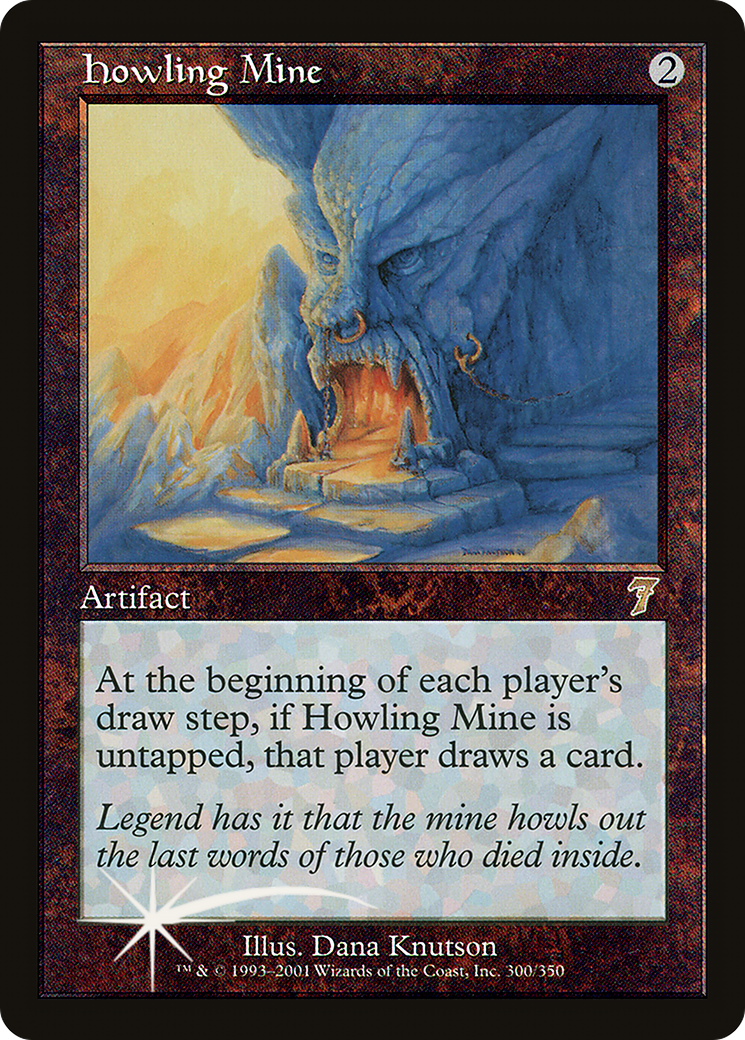 Howling Mine
2
Artifact
7
At the beginning of each player's
draw step, if Howling Mine is
untapped, that player draws a card.
Legend has it that the mine howls out
the last words of those who died inside.
Illus. Dana Knutson
™ & © 1993–2001 Wizards of the Coast, Inc. 300/350